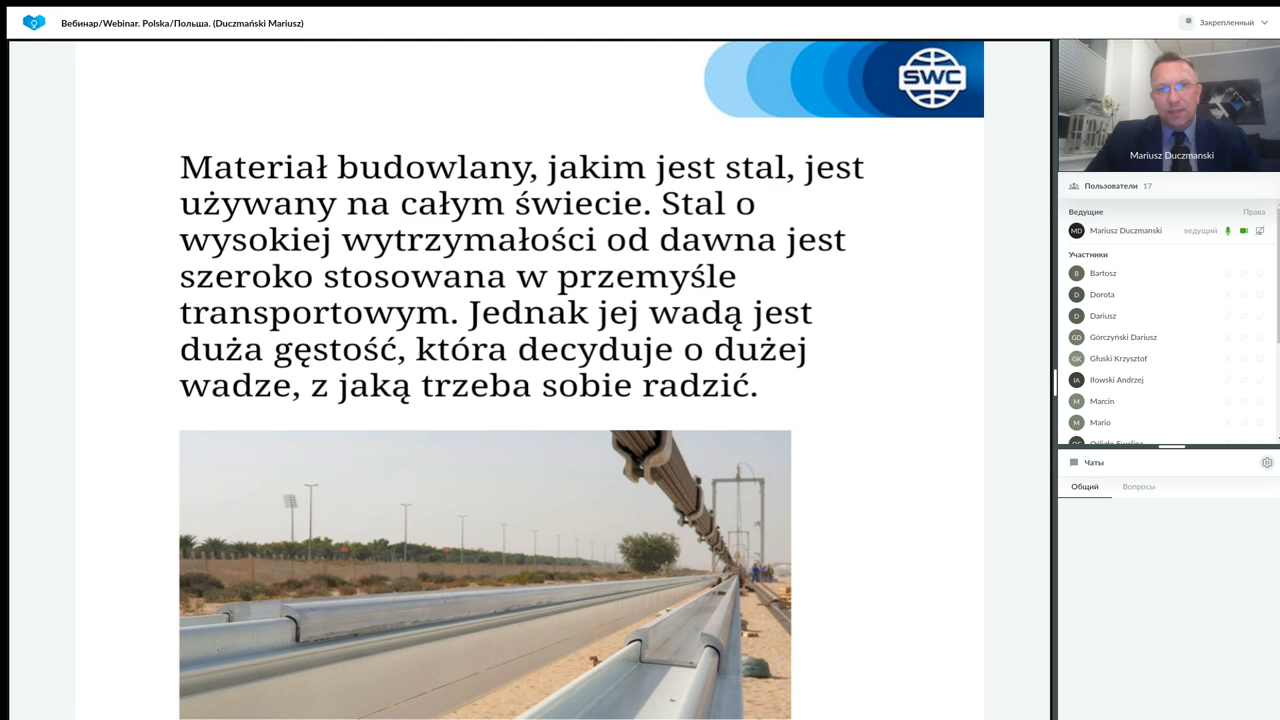 Вебинар/Webinar. Polska/Польша. (Duczmański Mariusz)
Закрепленный
SWC
Materiał budowlany, jakim jest stal, jest
używany na całym świecie. Stal o
wysokiej wytrzymałości od dawna jest
szeroko stosowana w przemyśle
transportowym. Jednak jej wadą jest
duża gęstość, która decyduje o dużej
wadze, z jaką trzeba sobie radzić.
Mariusz Duczmanski
Пользователи 17
Ведущие Права
MD Mariusz Duczmanski ведущий
Участники
B Bartosz
D Dorota
D Dariusz
GD Górczyński Dariusz
GK Głuski Krzysztof
IA Iłowski Andrzej
M Marcin
M Mario
Чаты
Общий Вопросы